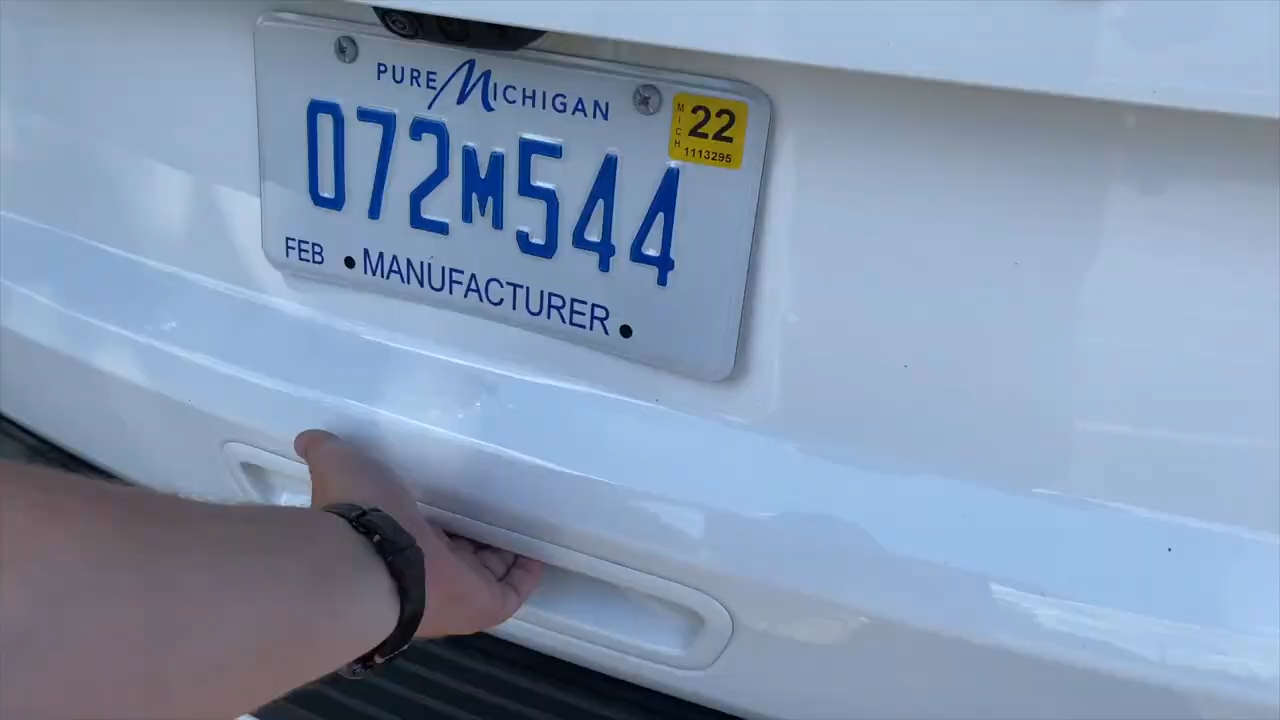 PURE MICHIGAN
MICH 22
1113295
072M544
FEB • MANUFACTURER •